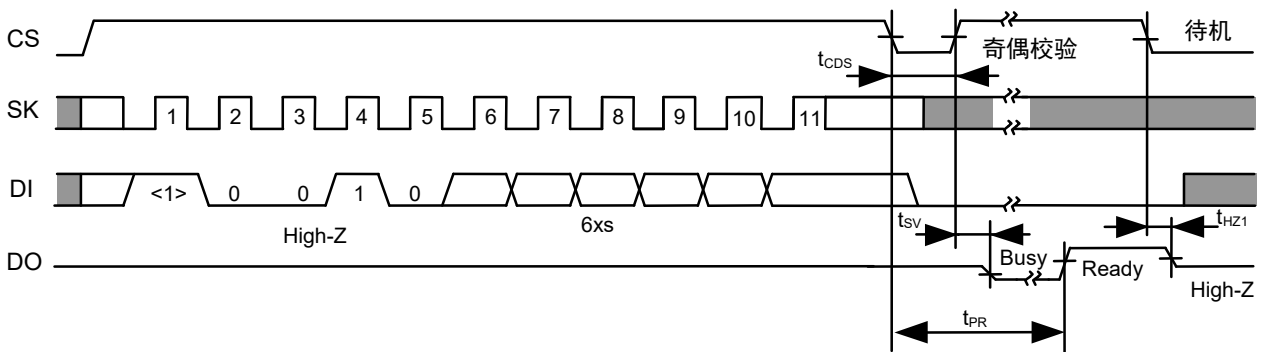 CS
待机
奇偶校验
tCDS
SK
1 2 3 4 5 6 7 8 9 10 11
DI
<1> 0 0 1 0
6xs
tSV
tHZ1
High-Z
DO
Busy
Ready
High-Z
tPR